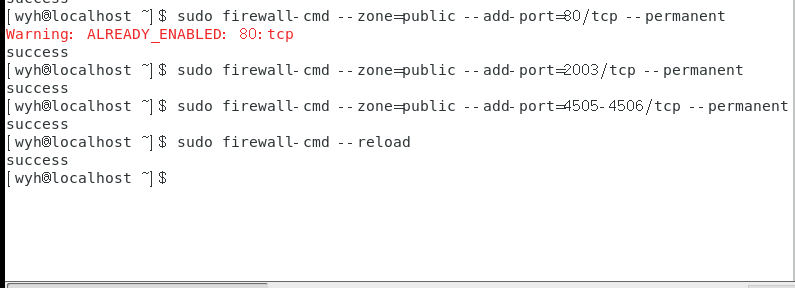 success
[wyh@localhost ~]$ sudo firewall-cmd --zone=public --add-port=80/tcp --permanent
Warning: ALREADY_ENABLED: 80:tcp
success
[wyh@localhost ~]$ sudo firewall-cmd --zone=public --add-port=2003/tcp --permanent
success
[wyh@localhost ~]$ sudo firewall-cmd --zone=public --add-port=4505-4506/tcp --permanent
success
[wyh@localhost ~]$ sudo firewall-cmd --reload
success
[wyh@localhost ~]$